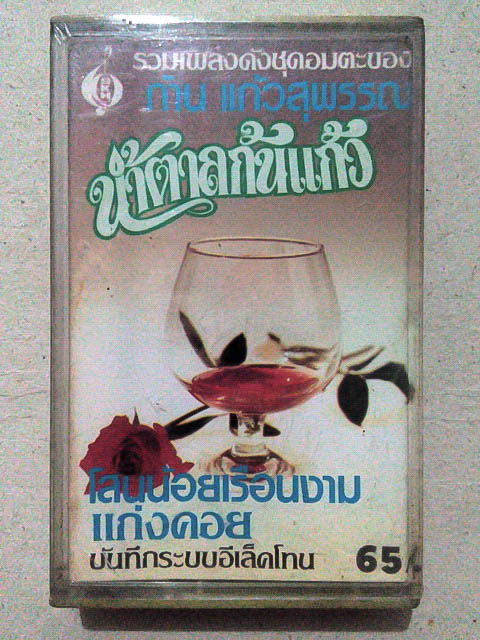 รวมเพลงดังชุดอมตะของ
ก้าน แก้วสุพรรณ
น้ำตาลก้นแก้ว
โสนน้อยเรือนงาม
แก่งคอย
บันทึกระบบอีเล็คโทน 65